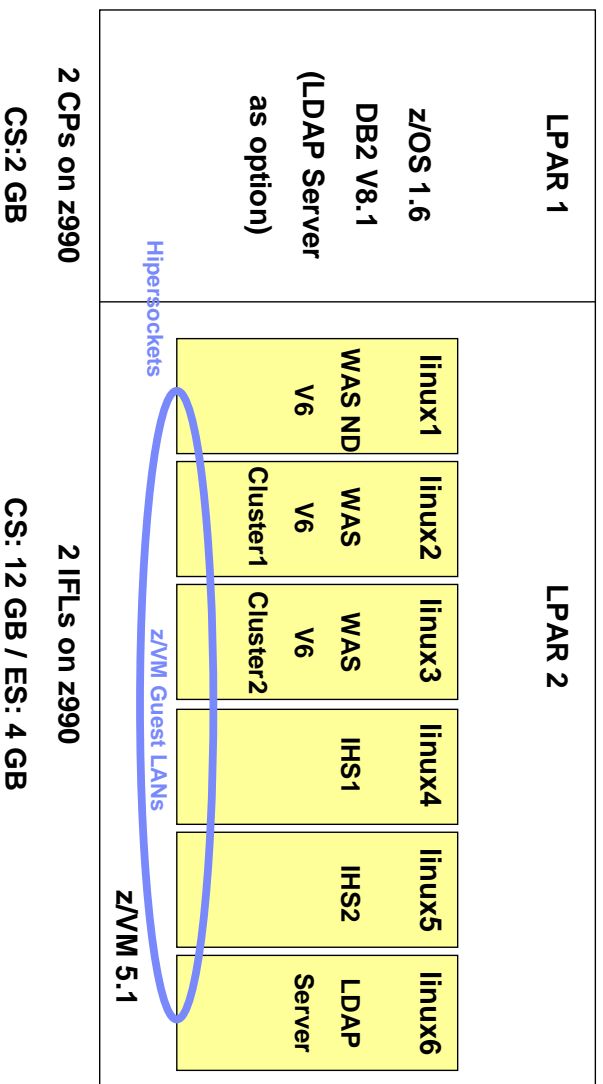 LPAR 1
z/OS 1.6
DB2 V8.1
(LDAP Server
as option)
Hipersockets
2 CPs on z990
CS:2 GB
LPAR 2
linux1
WAS ND
V6
linux2
WAS
V6
Cluster1
linux3
WAS
V6
Cluster2
linux4
IHS1
linux5
IHS2
linux6
LDAP
Server
z/VM Guest LANs
z/VM 5.1
2 IFLs on z990
CS: 12 GB / ES: 4 GB